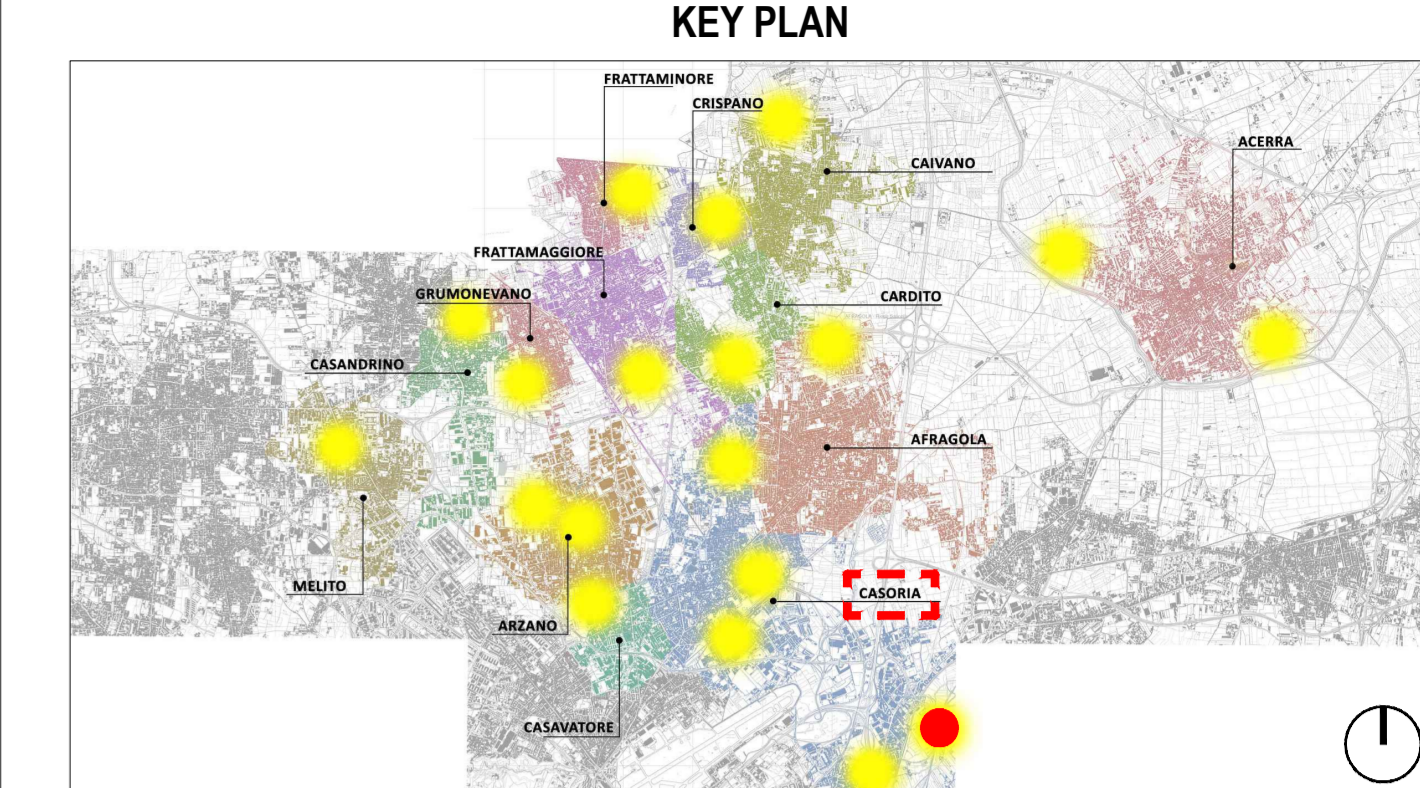 KEY PLAN
FRATTAMINORE
CRISPANO
ACERRA
CAIVANO
FRATTAMAGGIORE
GRUMONEVANO
CARDITO
CASANDRINO
AFRAGOLA
MELITO
CASORIA
ARZANO
CASAVATORE